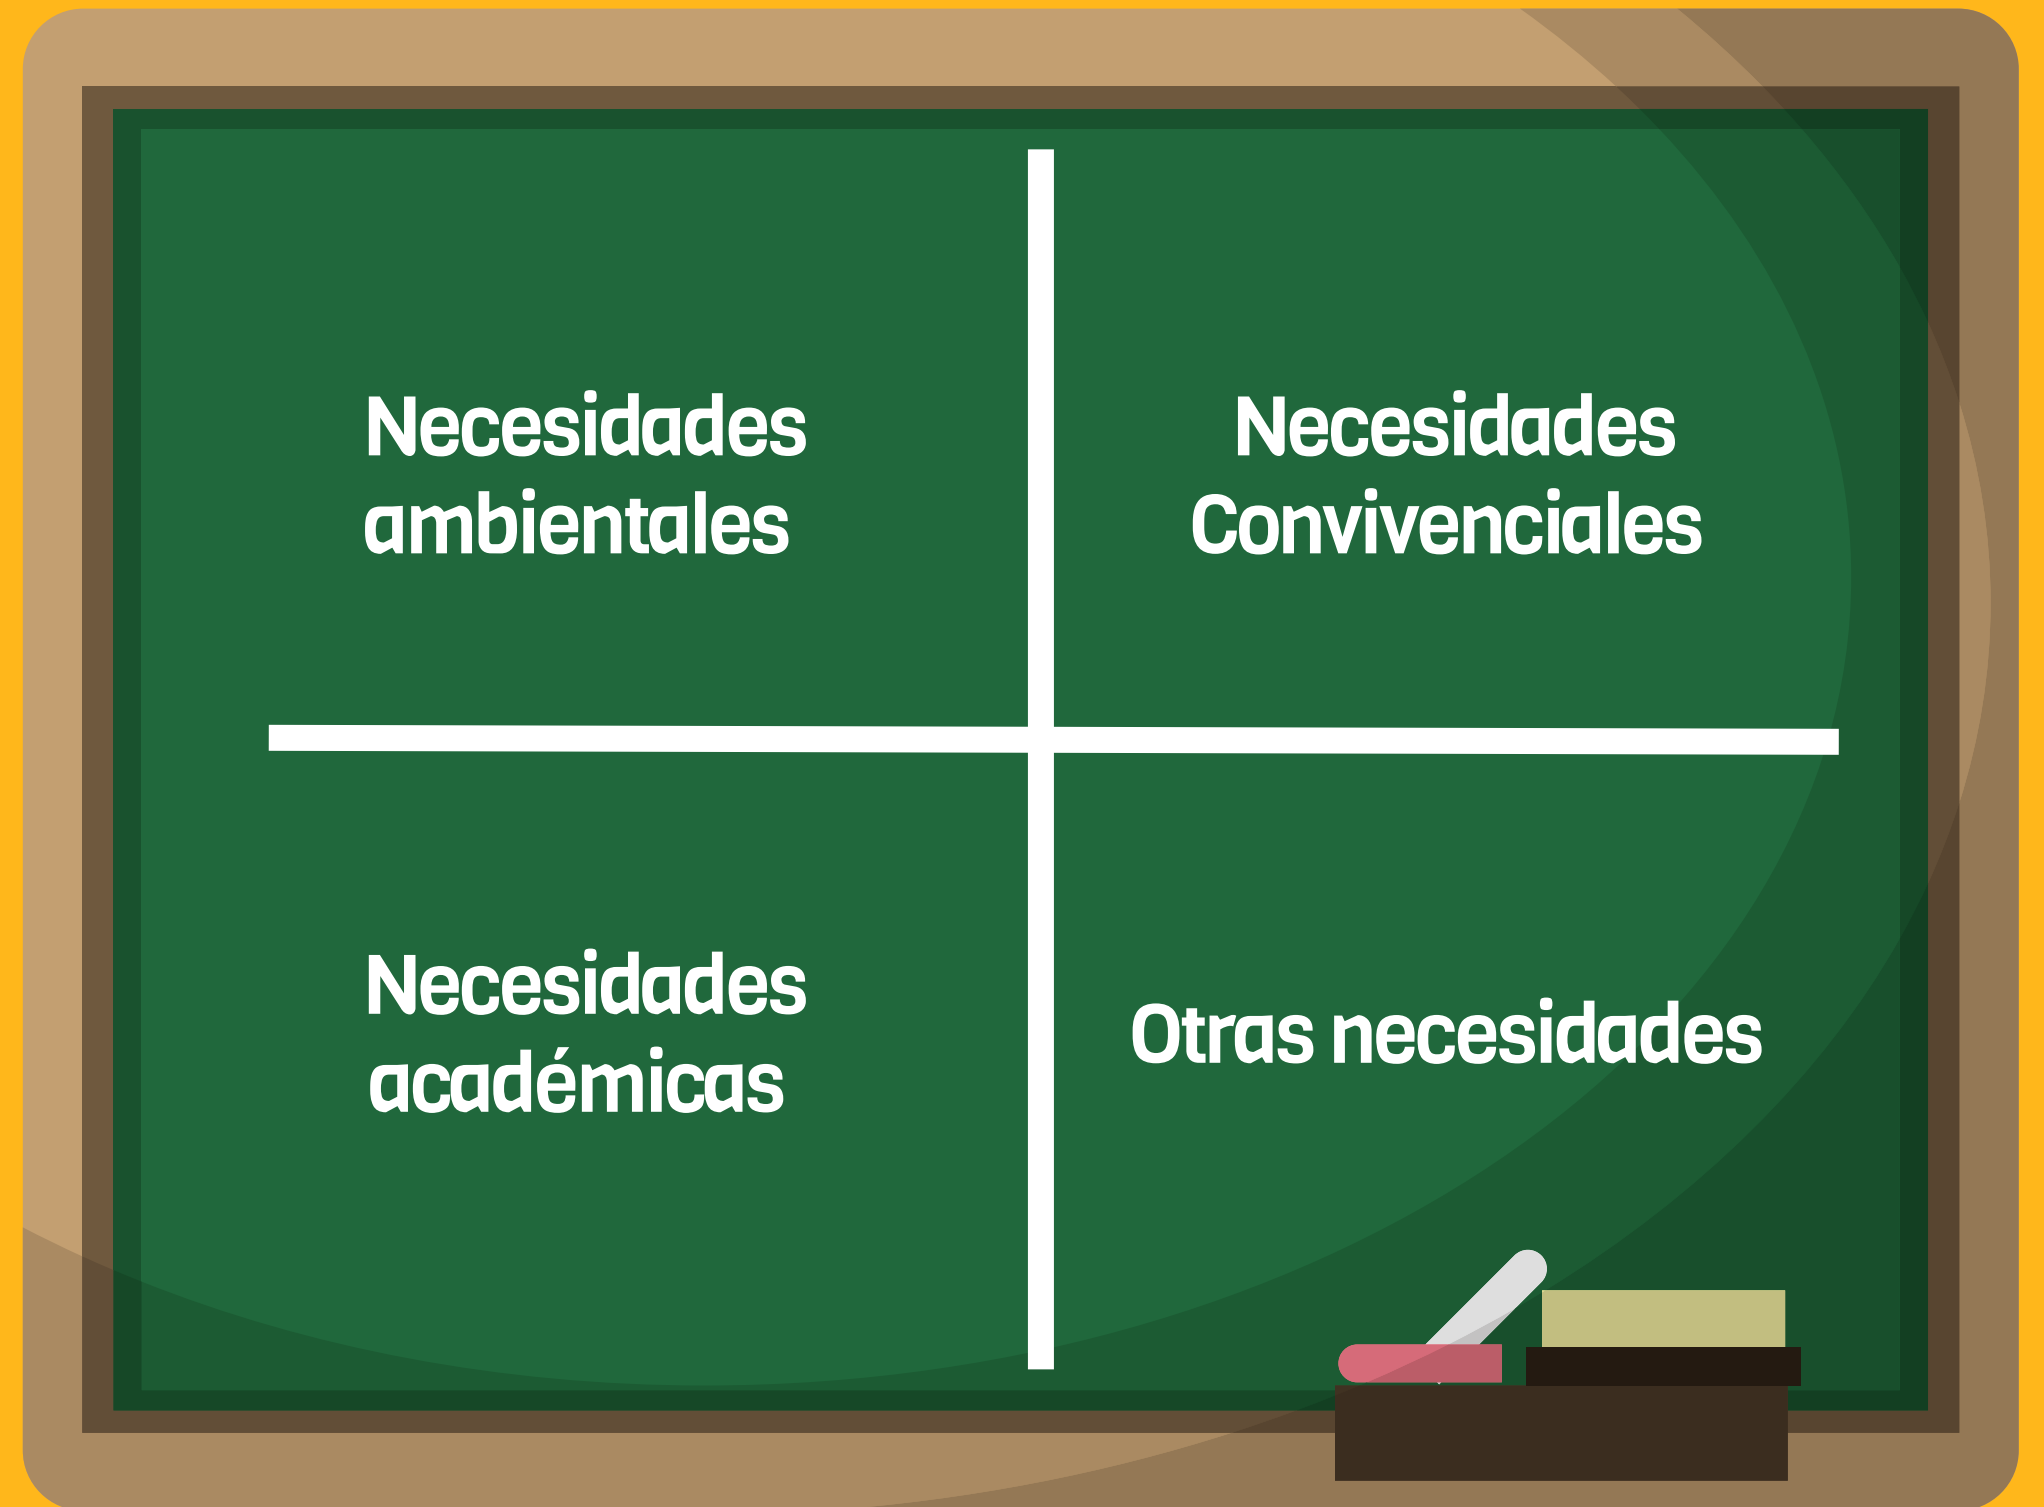 Necesidades
ambientales
Necesidades
Convivenciales
Necesidades
académicas
Otras necesidades